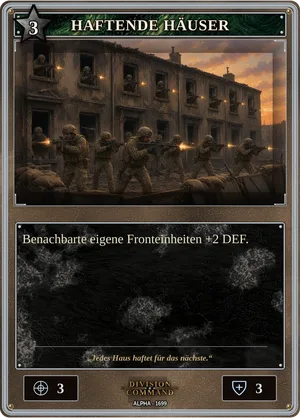 3
HAFTENDE HÄUSER
Benachbarte eigene Fronteinheiten +2 DEF.
„Jedes Haus haftet für das nächste.“
3
DIVISION
COMMAND
ALPHA - 1699
3